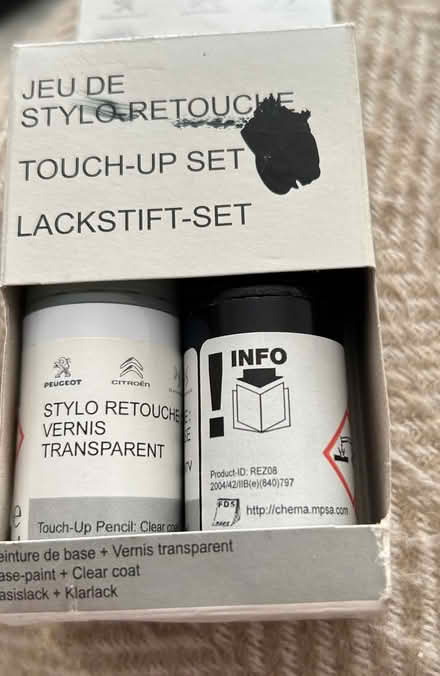 JEU DE
STYLO-RETOUCHE
TOUCH-UP SET
LACKSTIFT-SET
PEUGEOT
CITROËN
STYLO RETOUCHE
VERNIS
TRANSPARENT
Touch-Up Pencil: Clear
! INFO
Product-ID: REZ08
2004/42/IIB(e)(840)797
FDS
http://cherna.mpsa.com
einture de base + Vernis transparent
ase-paint + Clear coat
asislack + Klarlack